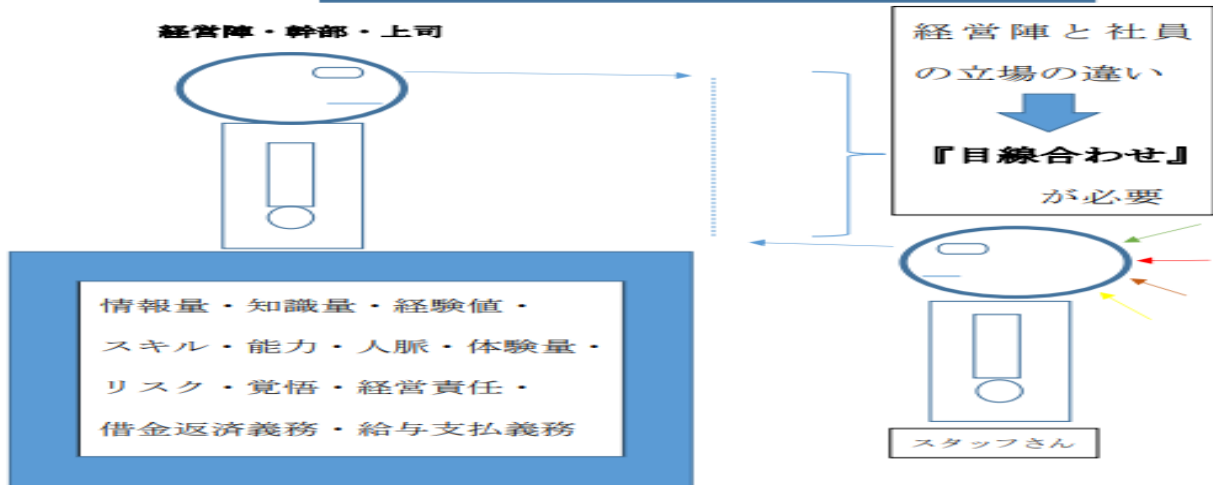 経営陣・幹部・上司
経営陣と社員
の立場の違い
『目線合わせ』
が必要
情報量・知識量・経験値・
スキル・能力・人脈・体験量・
リスク・覚悟・経営責任・
借金返済義務・給与支払義務
スタッフさん